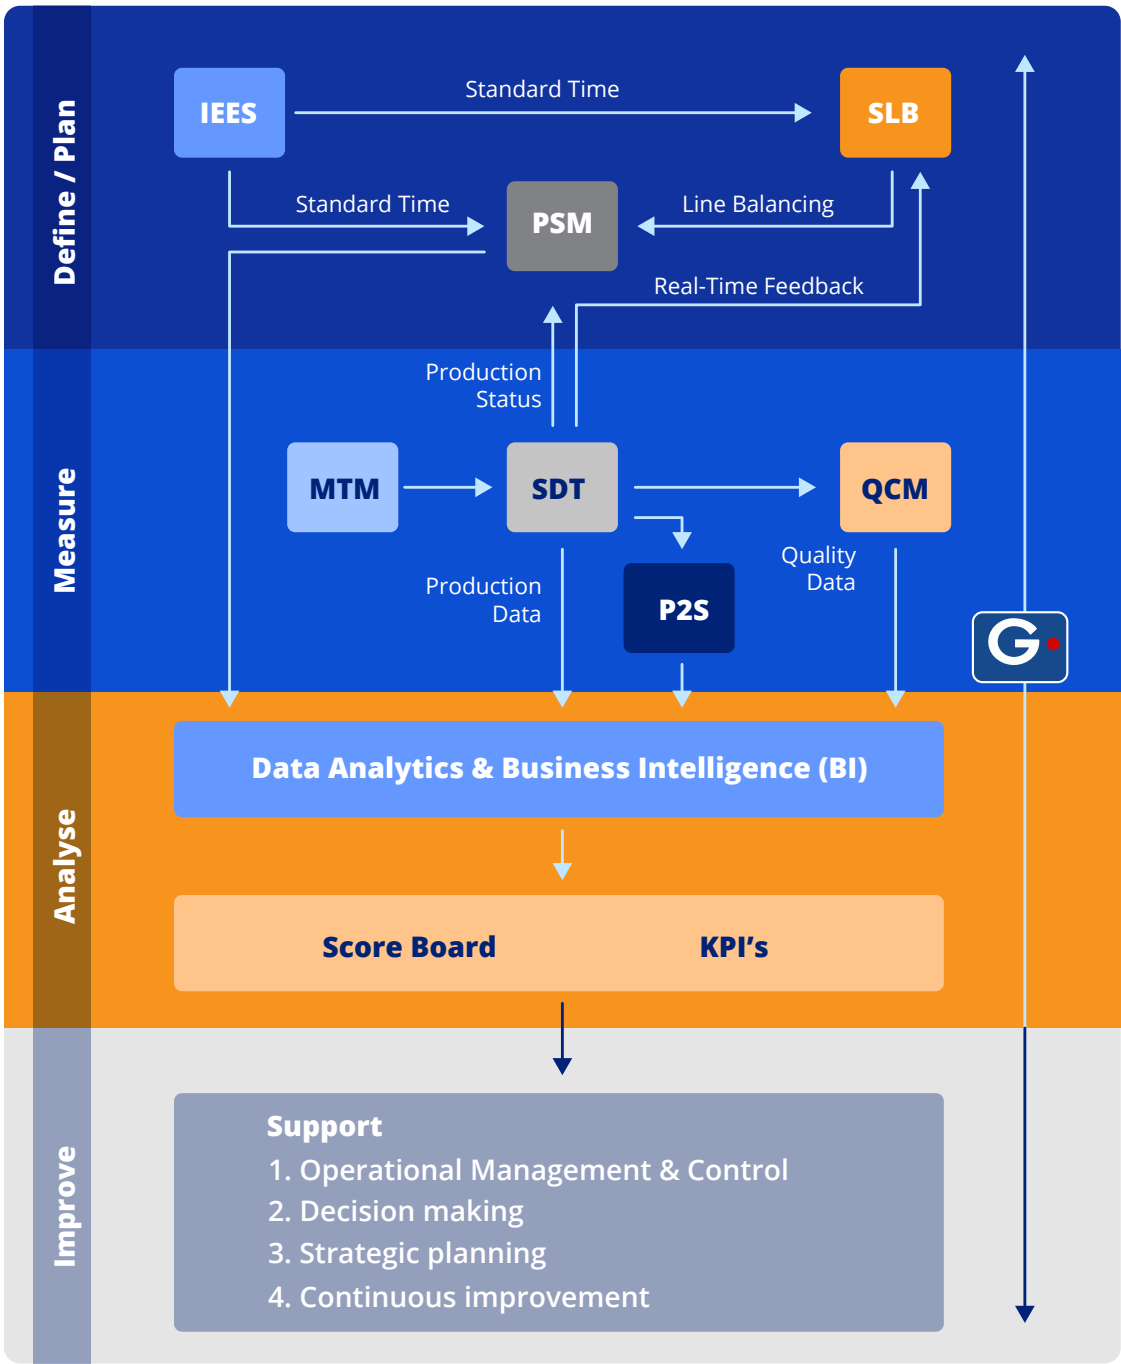 Define / Plan
IEES
Standard Time
SLB
Standard Time
PSM
Line Balancing
Real-Time Feedback
Measure
Production
Status
MTM
SDT
QCM
Production
Data
P2S
Quality
Data
G
Analyse
Data Analytics & Business Intelligence (BI)
Score Board
KPI’s
Improve
Support
1. Operational Management & Control
2. Decision making
3. Strategic planning
4. Continuous improvement